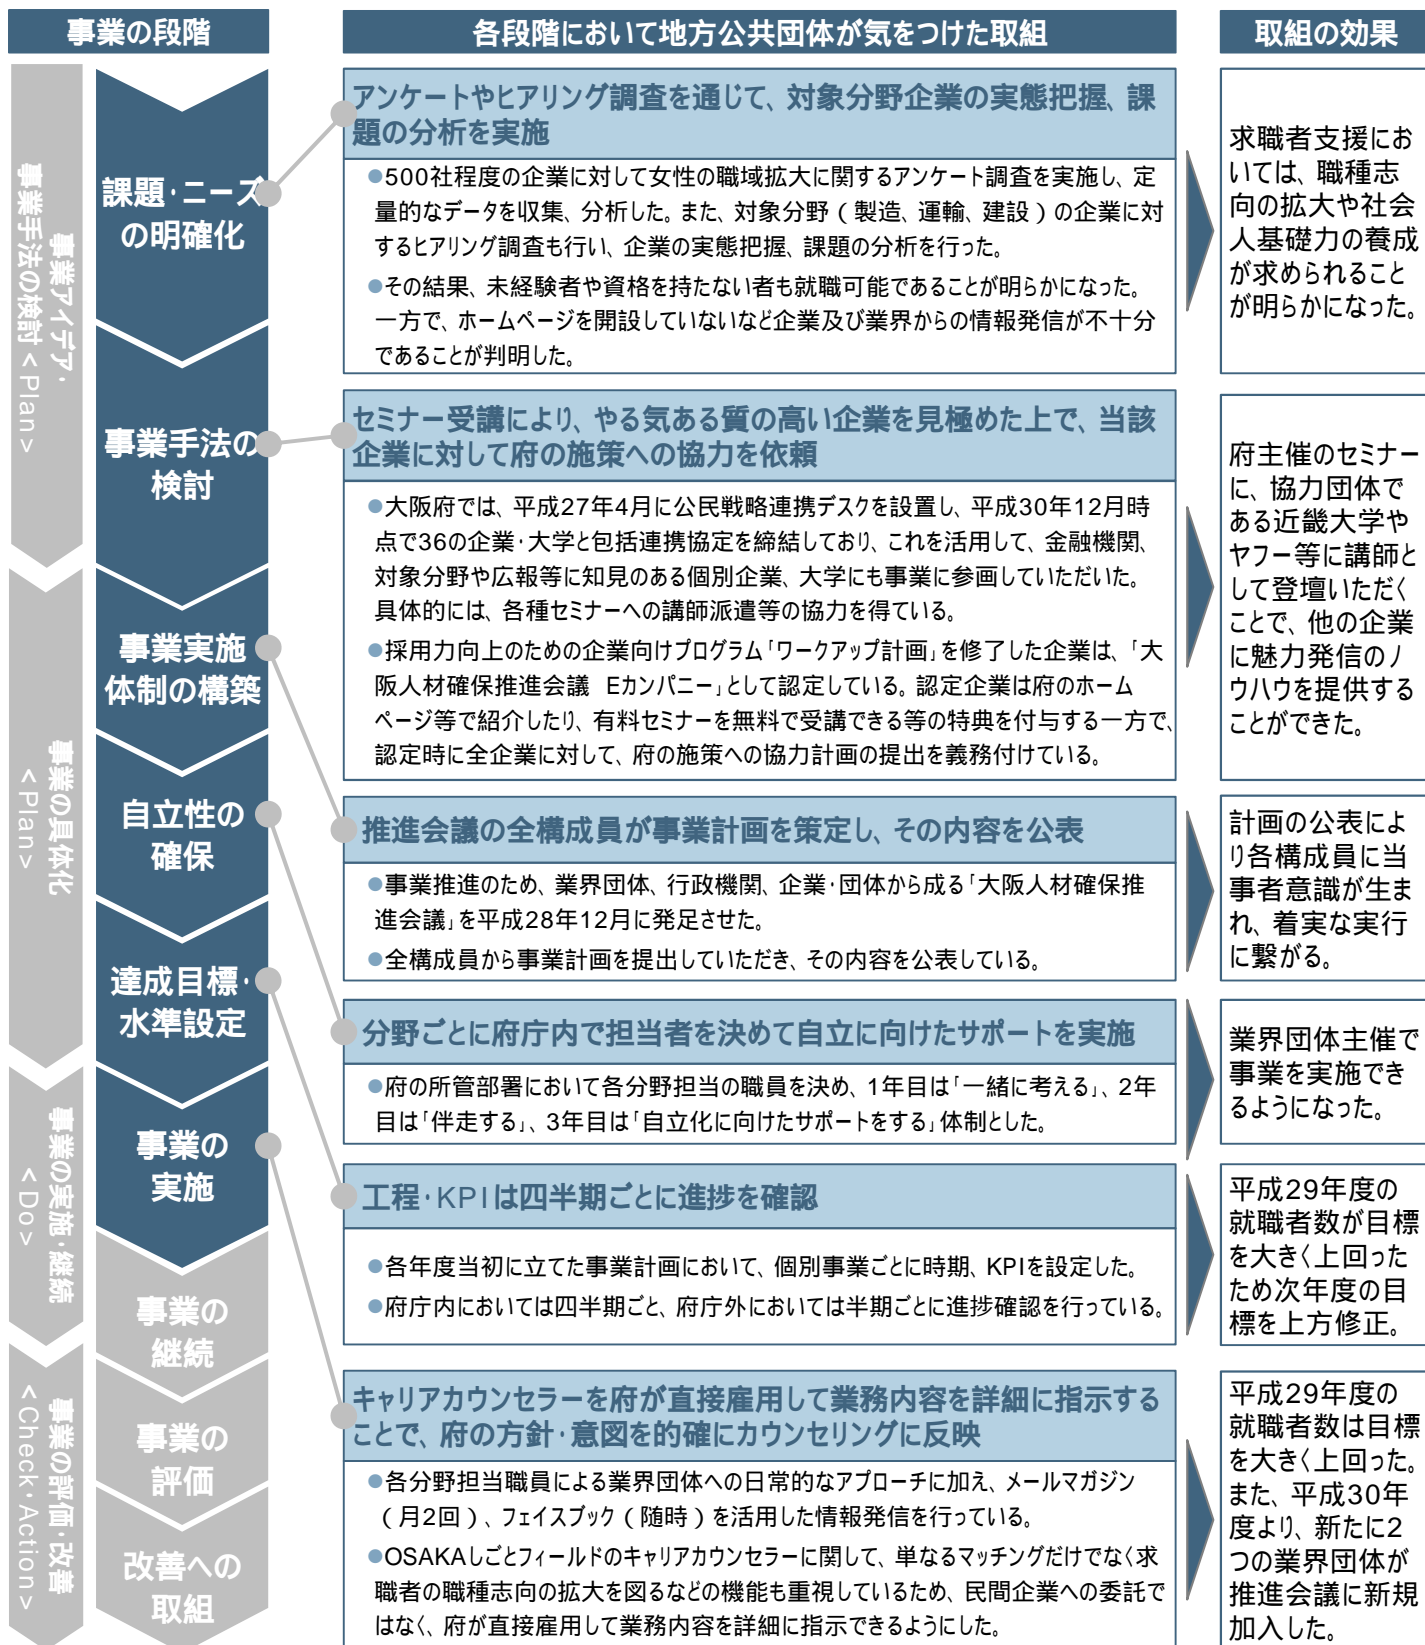 事業の段階
各段階において地方公共団体が気をつけた取組
取組の効果
事業アイデア・
事業手法の検討<Plan>
事業の具体化
<Plan>
事業の実施・継続
<Do>
事業の評価・改善
<Check・Action>
課題・ニーズ
の明確化
事業手法の
検討
事業実施
体制の構築
自立性の
確保
達成目標・
水準設定
事業の
実施
事業の
継続
事業の
評価
改善への
取組
アンケートやヒアリング調査を通じて、対象分野企業の実態把握、課
題の分析を実施
●500社程度の企業に対して女性の職域拡大に関するアンケート調査を実施し、定
量的なデータを収集、分析した。また、対象分野(製造、運輸、建設)の企業に対
するヒアリング調査も行い、企業の実態把握、課題の分析を行った。
●その結果、未経験者や資格を持たない者も就職可能であることが明らかになった。
一方で、ホームページを開設していないなど企業及び業界からの情報発信が不十分
であることが判明した。
求職者支援にお
いては、職種志
向の拡大や社会
人基礎力の養成
が求められること
が明らかになった。
セミナー受講により、やる気ある質の高い企業を見極めた上で、当該
企業に対して府の施策への協力を依頼
●大阪府では、平成27年4月に公民戦略連携デスクを設置し、平成30年12月時
点で36の企業・大学と包括連携協定を締結しており、これを活用して、金融機関、
対象分野や広報等に知見のある個別企業、大学にも事業に参画していただいた。
具体的には、各種セミナーへの講師派遣等の協力を得ている。
●採用力向上のための企業向けプログラム「ワークアップ計画」を修了した企業は、「大
阪人材確保推進会議 Eカンパニー」として認定している。認定企業は府のホーム
ページ等で紹介したり、有料セミナーを無料で受講できる等の特典を付与する一方で、
認定時に全企業に対して、府の施策への協力計画の提出を義務付けている。
府主催のセミナー
に、協力団体で
ある近畿大学や
ヤフー等に講師と
して登壇いただく
ことで、他の企業
に魅力発信のノ
ウハウを提供する
ことができた。
推進会議の全構成員が事業計画を策定し、その内容を公表
●事業推進のため、業界団体、行政機関、企業・団体から成る「大阪人材確保推
進会議」を平成28年12月に発足させた。
●全構成員から事業計画を提出していただき、その内容を公表している。
計画の公表によ
り各構成員に当
事者意識が生ま
れ、着実な実行
に繋がる。
分野ごとに府庁内で担当者を決めて自立に向けたサポートを実施
●府の所管部署において各分野担当の職員を決め、1年目は「一緒に考える」、2年
目は「伴走する」、3年目は「自立化に向けたサポートをする」体制とした。
業界団体主催で
事業を実施でき
るようになった。
工程・KPIは四半期ごとに進捗を確認
●各年度当初に立てた事業計画において、個別事業ごとに時期、KPIを設定した。
●府庁内においては四半期ごと、府庁外においては半期ごとに進捗確認を行っている。
平成29年度の
就職者数が目標
を大きく上回った
ため次年度の目
標を上方修正。
キャリアカウンセラーを府が直接雇用して業務内容を詳細に指示する
ことで、府の方針・意図を的確にカウンセリングに反映
●各分野担当職員による業界団体への日常的なアプローチに加え、メールマガジン
(月2回)、フェイスブック(随時)を活用した情報発信を行っている。
●OSAKAしごとフィールドのキャリアカウンセラーに関して、単なるマッチングだけでなく求
職者の職種志向の拡大を図るなどの機能も重視しているため、民間企業への委託で
はなく、府が直接雇用して業務内容を詳細に指示できるようにした。
平成29年度の
就職者数は目標
を大きく上回った。
また、平成30年
度より、新たに2
つの業界団体が
推進会議に新規
加入した。